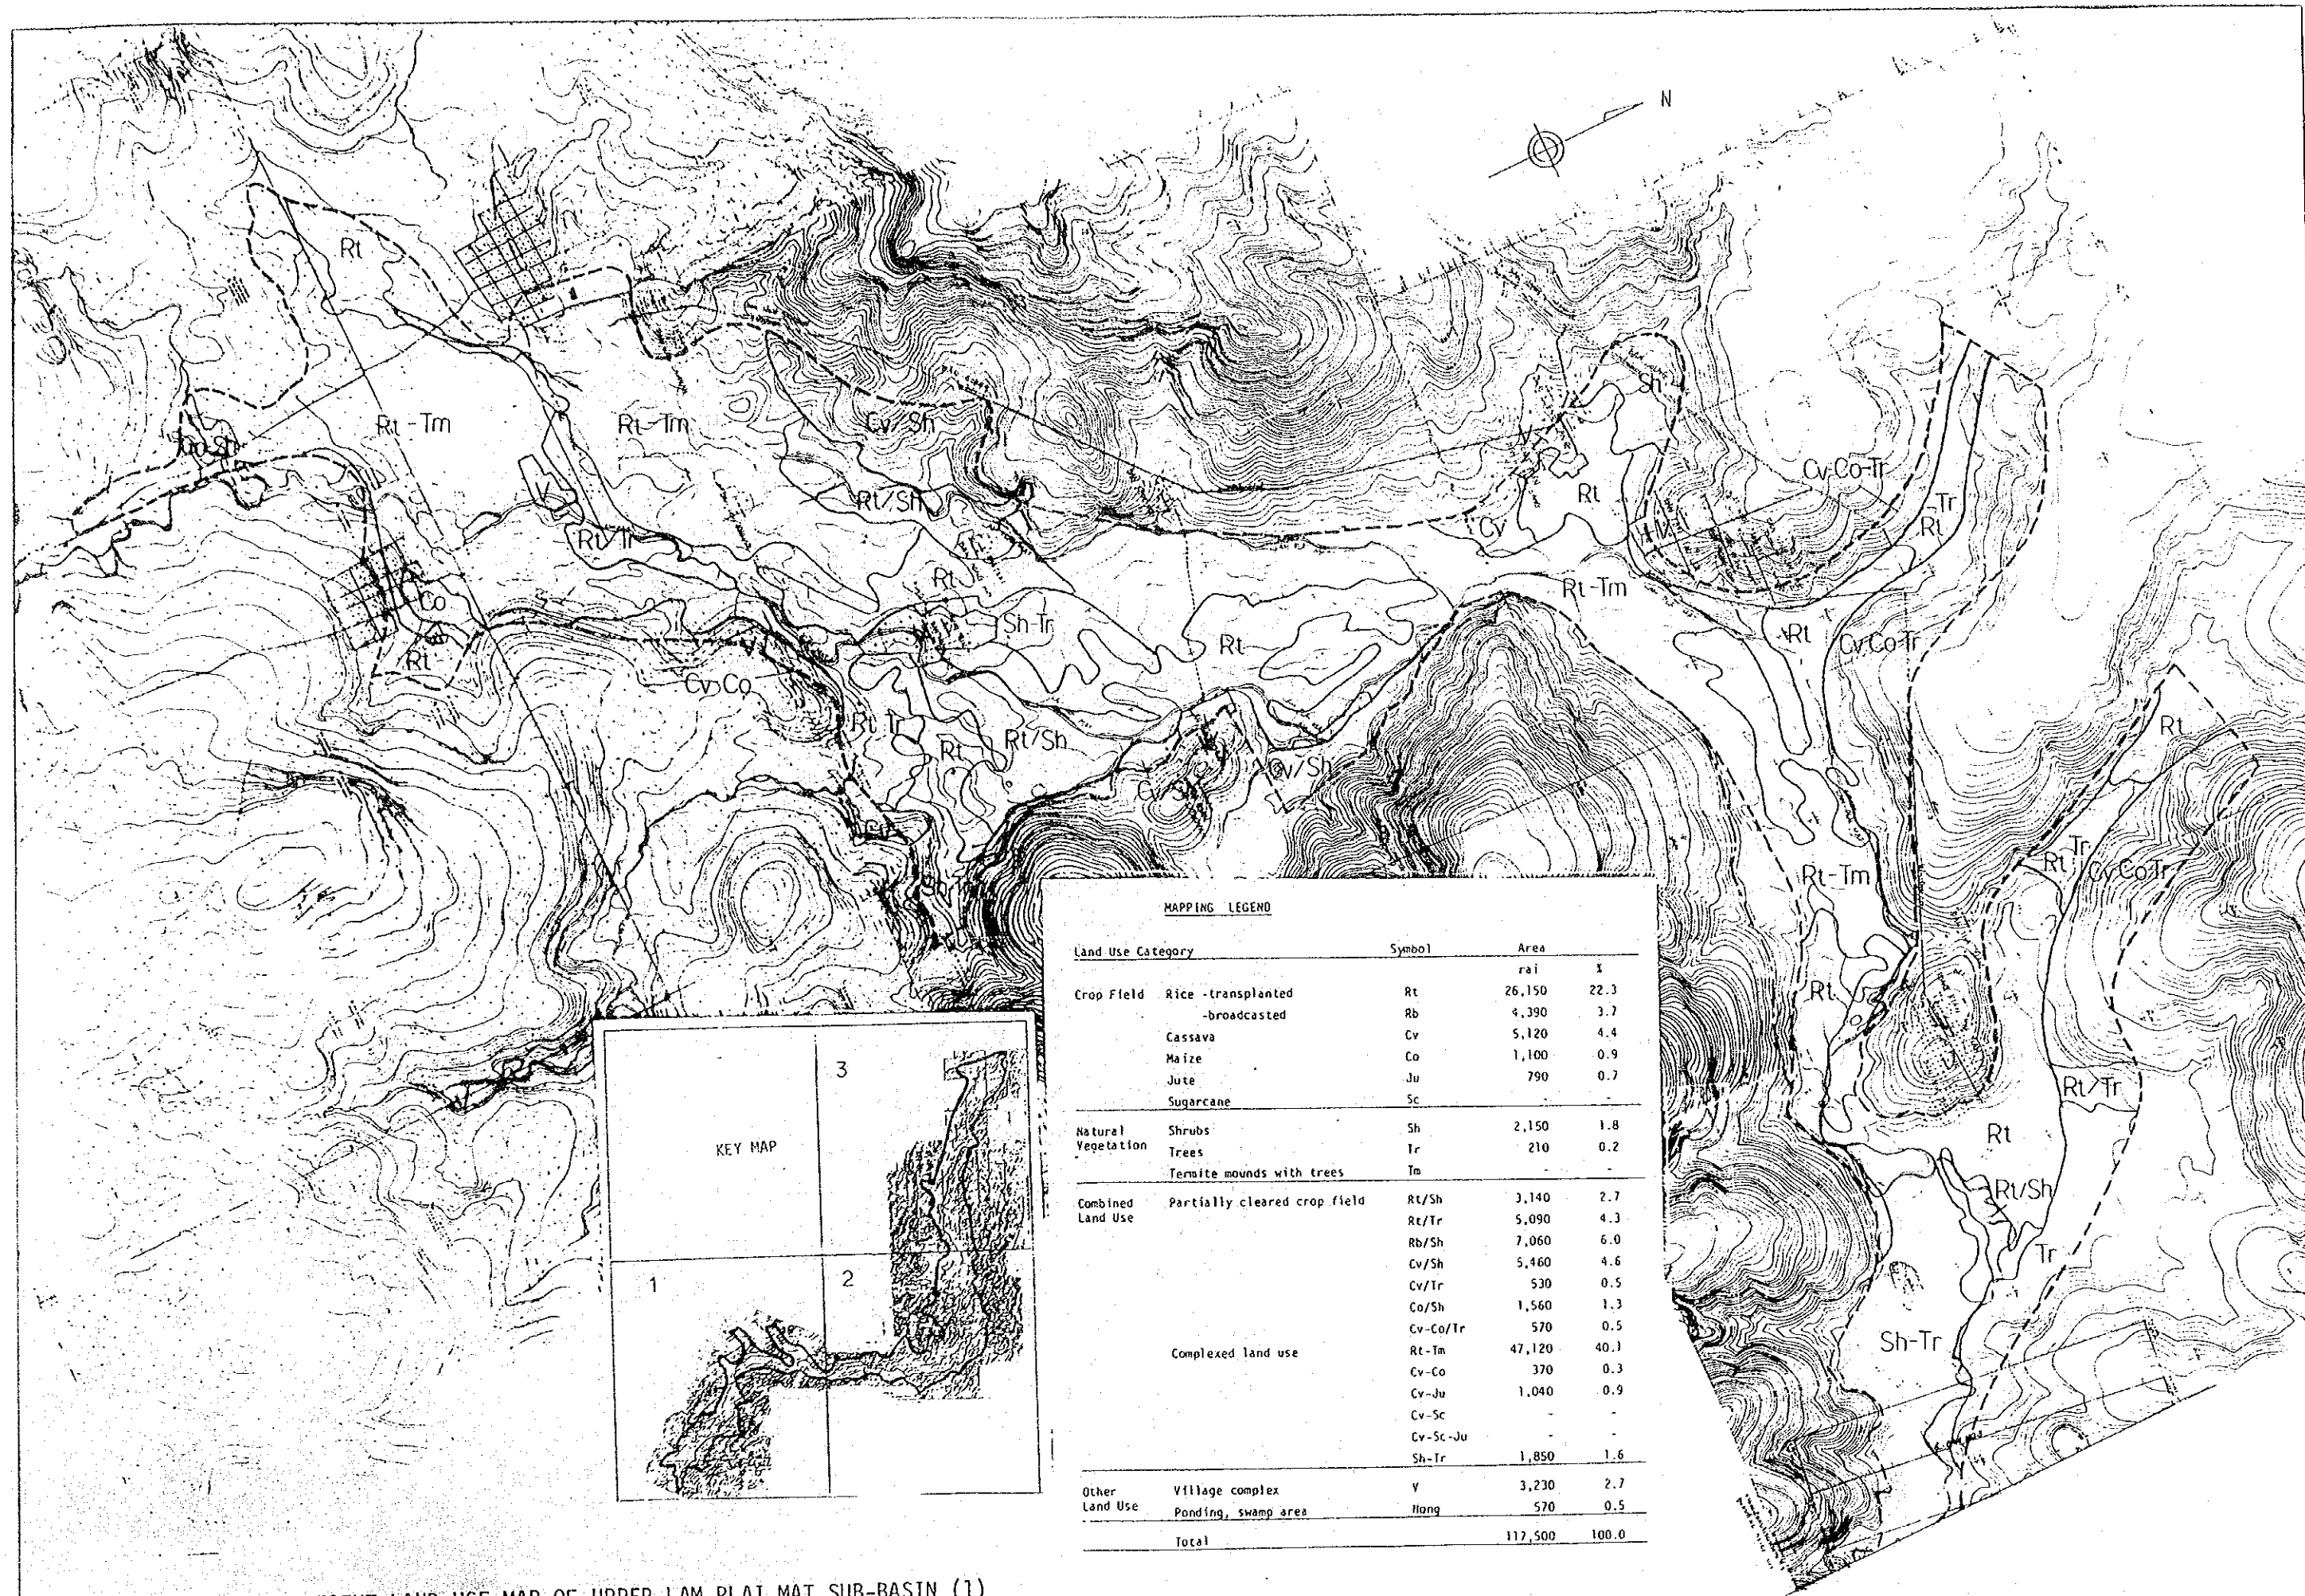 N
Rt
Sh
Rt-Tm
Rt-Tm
Cv/Sh
Cv-Co-Tr
Rt/Sh
Rt
Tr
Rt
V
Cv
Rt/Tr
Rt
Rt-Tm
Co
Sh-Tr
Rt
Rt
Cv-Co-Tr
Rt
Cv-Co
Rt-Tr
Rt
Rt/Sh
Rt
Cv/Sh
Cv/Sh
Tr
Rt
Cv-Co-Tr
Rt-Tm
Sh-Tr
Rt
Rt/Tr
Rt
Rt/Sh
Tr
Sh-Tr
MAPPING LEGEND
Land Use Category Symbol Area
rai %
Crop Field Rice -transplanted Rt 26,150 22.3
-broadcasted Rb 4,390 3.7
Cassava Cv 5,120 4.4
Maize Co 1,100 0.9
Jute Ju 790 0.7
Sugarcane Sc - -
Natural Vegetation Shrubs Sh 2,150 1.8
Trees Tr 210 0.2
Termite mounds with trees Tm - -
Combined Land Use Partially cleared crop field Rt/Sh 3,140 2.7
Rt/Tr 5,090 4.3
Rb/Sh 7,060 6.0
Cv/Sh 5,460 4.6
Cv/Tr 530 0.5
Co/Sh 1,560 1.3
Cv-Co/Tr 570 0.5
Complexed land use Rt-Tm 47,120 40.1
Cv-Co 370 0.3
Cv-Ju 1,040 0.9
Cv-Sc - -
Cv-Sc-Ju - -
Sh-Tr 1,850 1.6
Other Land Use Village complex V 3,230 2.7
Ponding, swamp area Nong 570 0.5
Total 117,500 100.0
3
KEY MAP
1
2
LAND USE MAP OF UPPER LAM PLAI MAT SUB-BASIN (1)